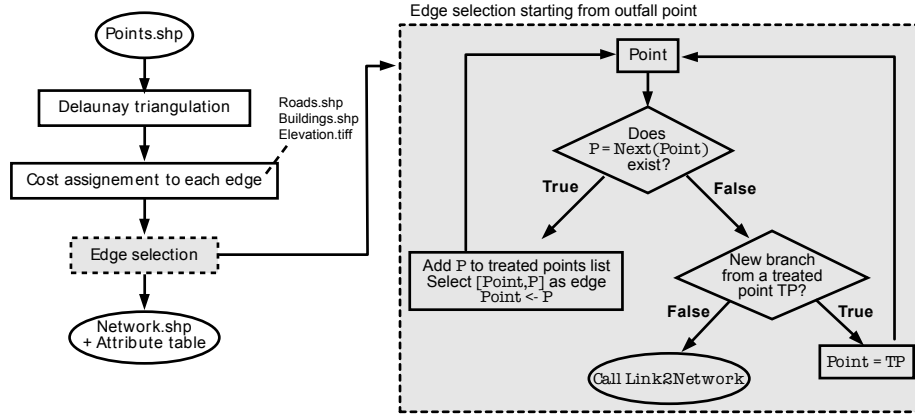 Points.shp
Delaunay triangulation
Roads.shp
Buildings.shp
Elevation.tiff
Cost assignement to each edge
Edge selection
Network.shp
+ Attribute table
Edge selection starting from outfall point
Point
Does
P = Next(Point)
exist?
True
False
Add P to treated points list
Select [Point,P] as edge
Point <- P
New branch
from a treated
point TP?
False
True
Call Link2Network
Point = TP